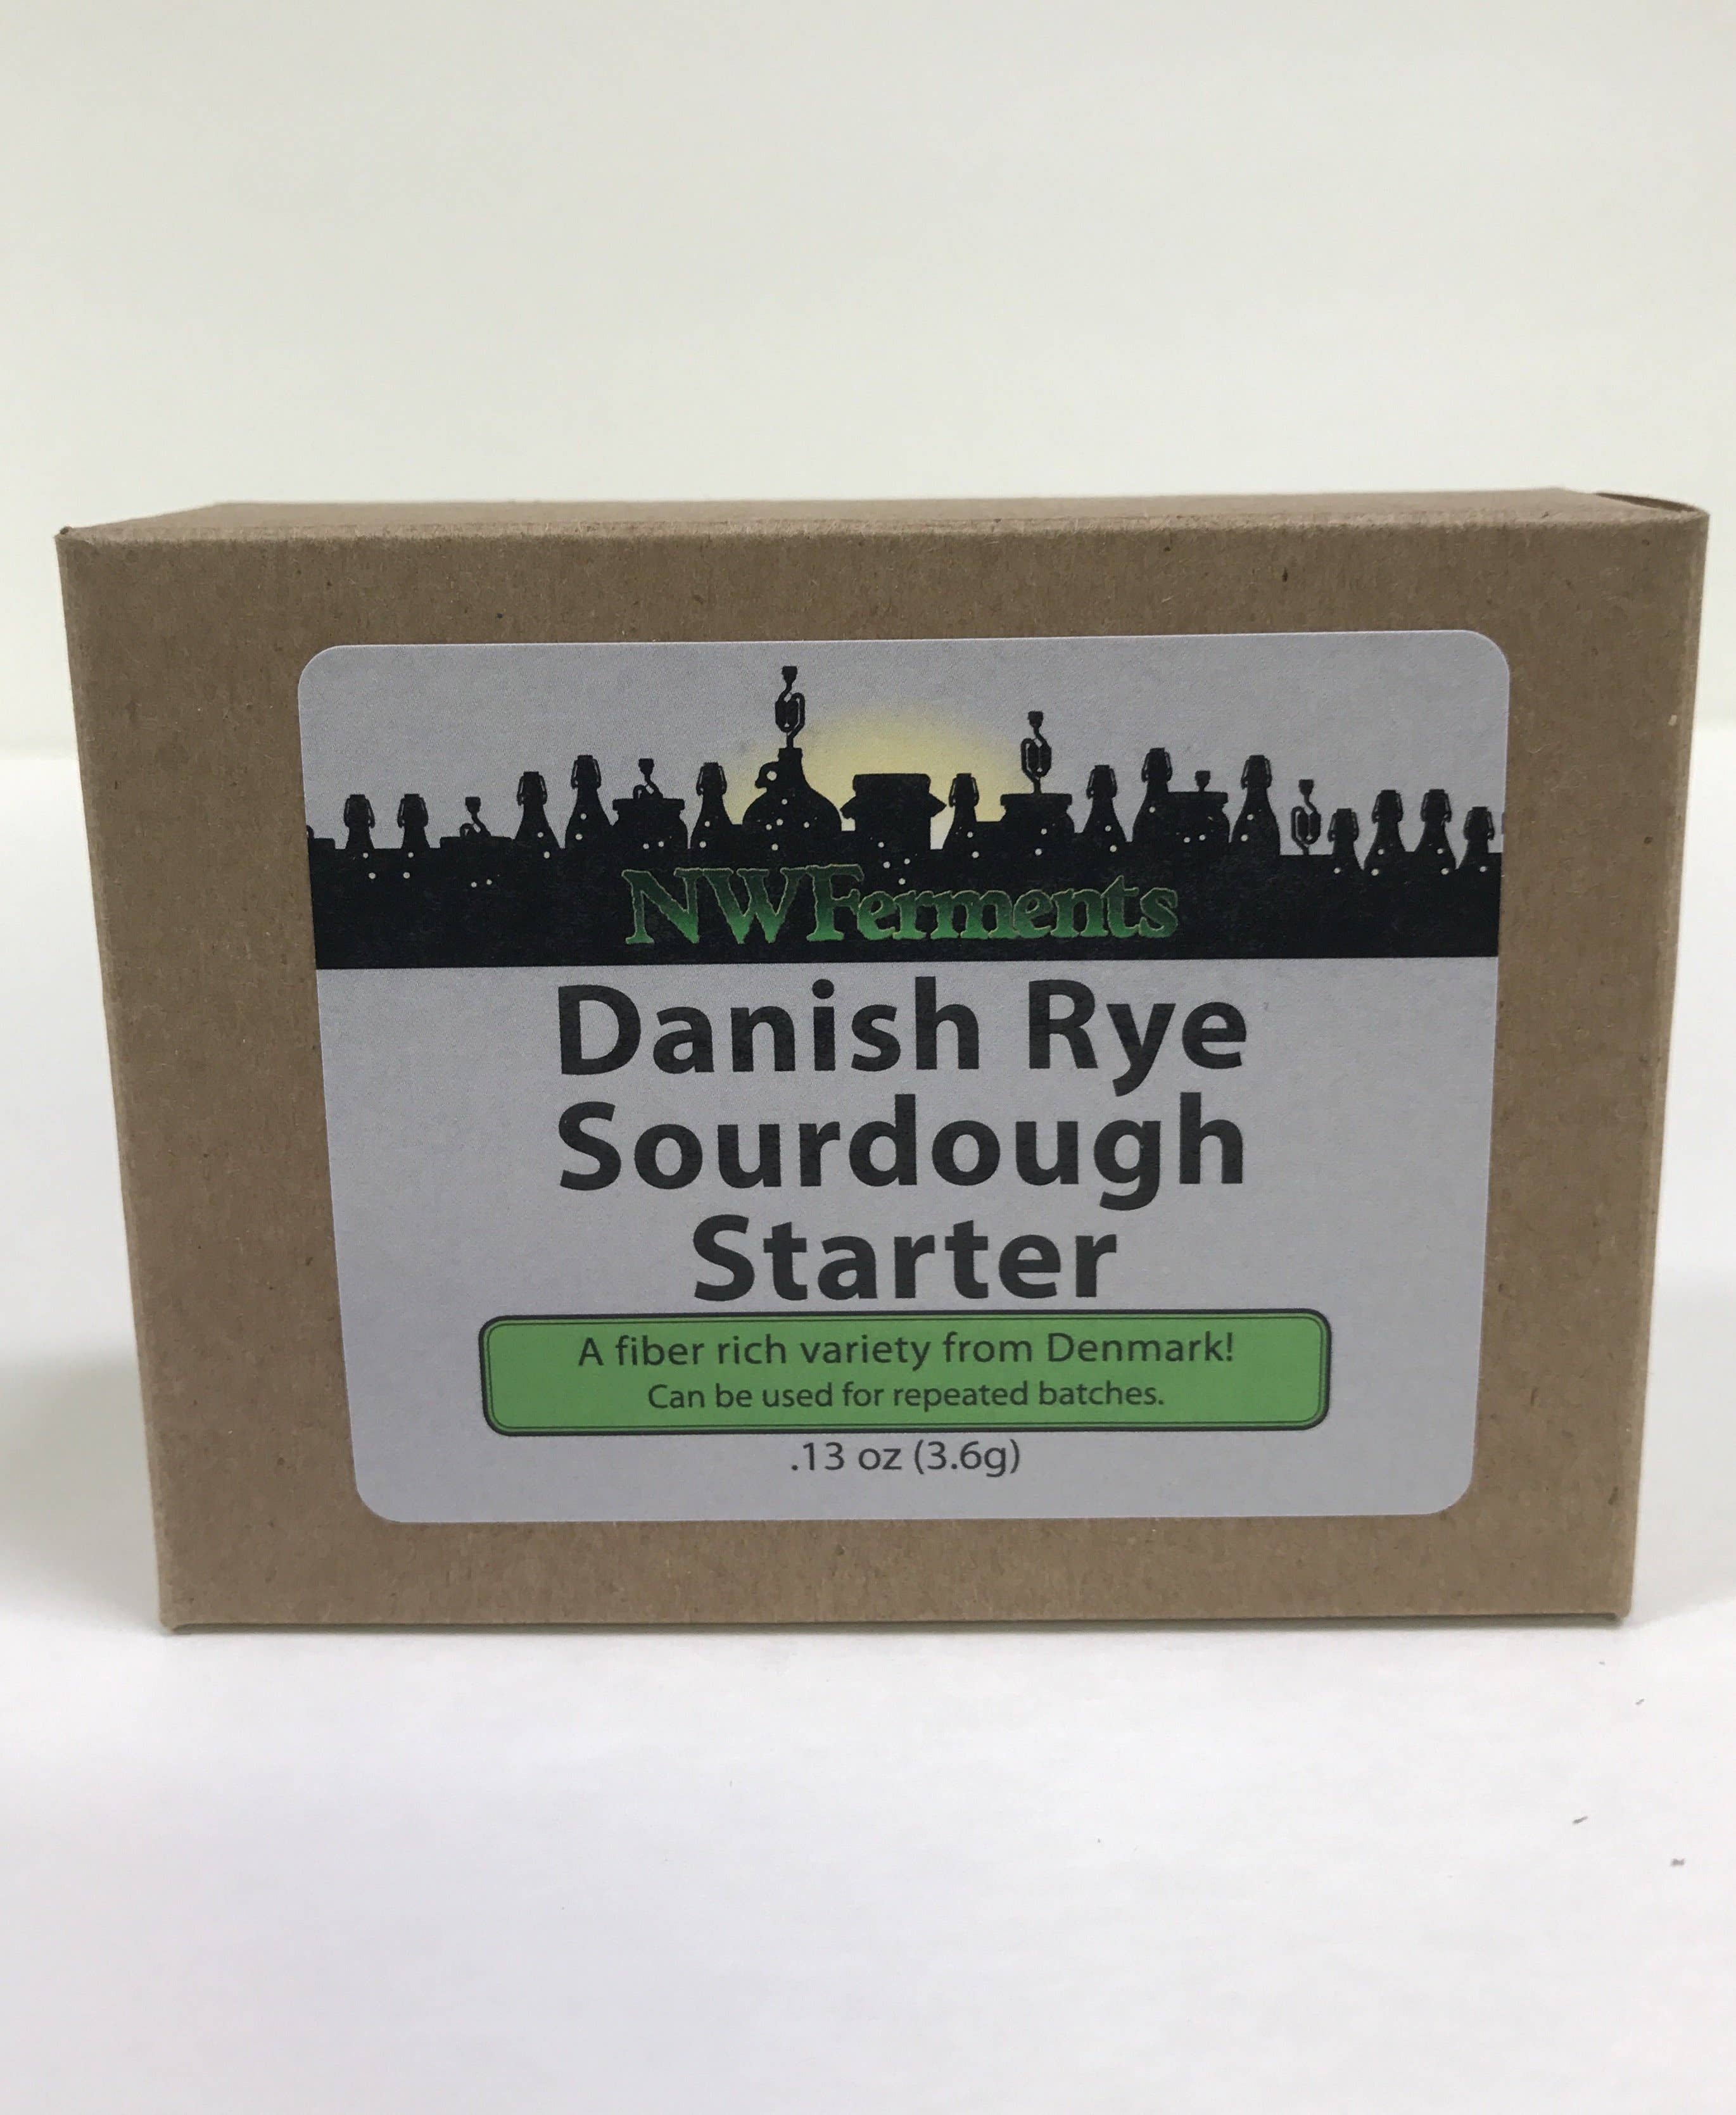 NWFerments
Danish Rye
Sourdough
Starter
A fiber rich variety from Denmark!
Can be used for repeated batches.
.13 oz (3.6g)